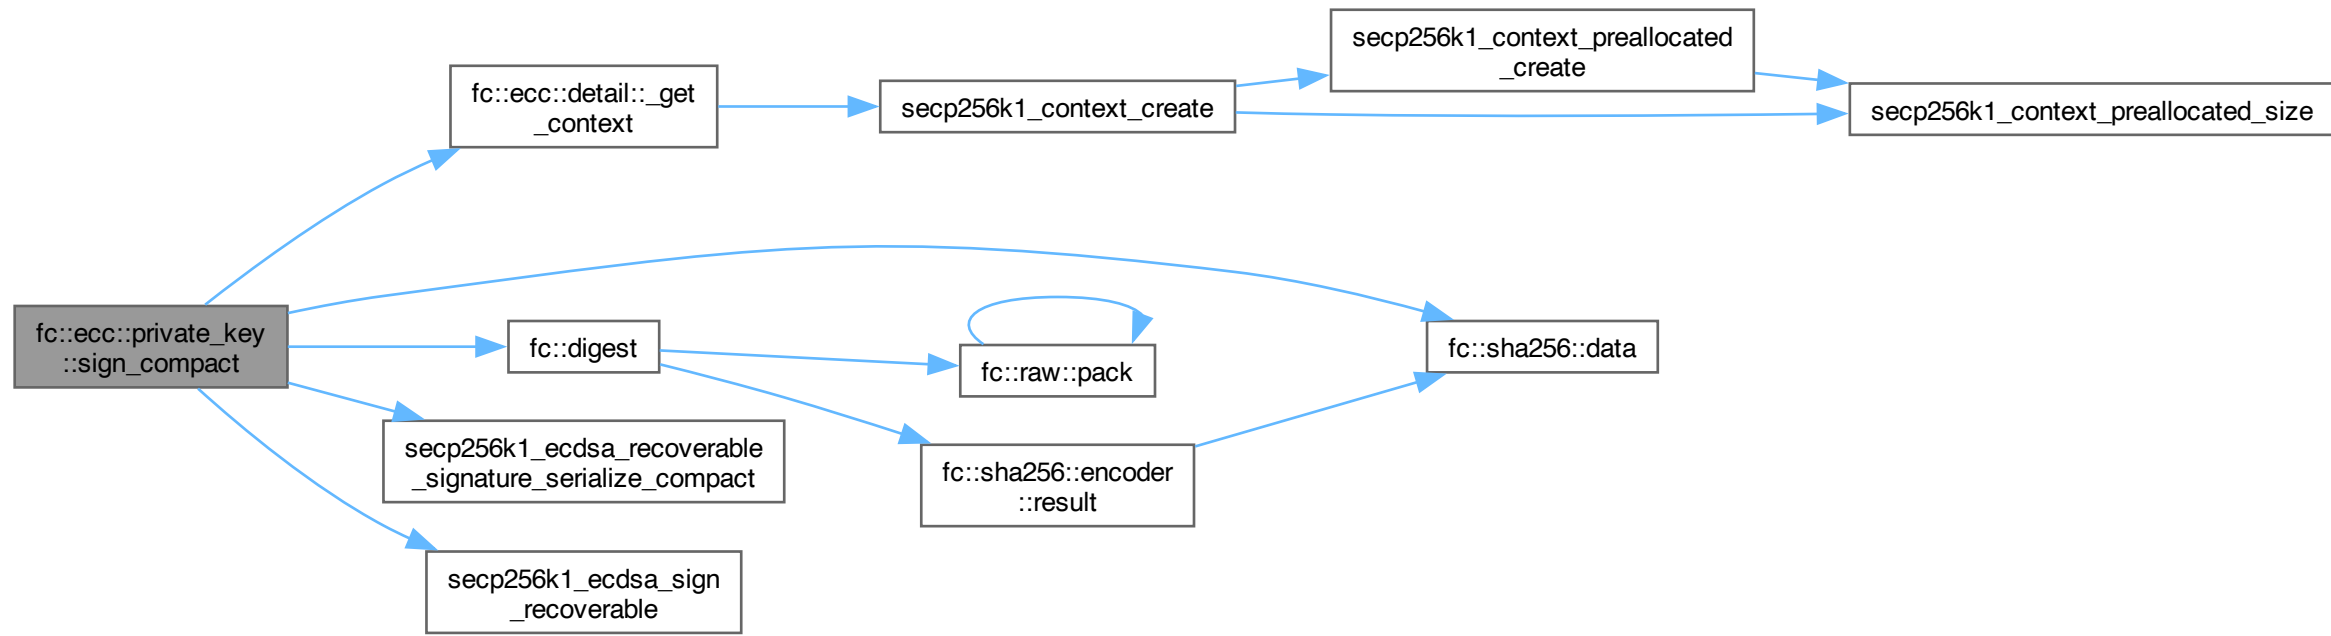 fc::ecc::private_key
::sign_compact
fc::ecc::detail::_get
_context
secp256k1_context_create
secp256k1_context_preallocated
_create
secp256k1_context_preallocated_size
fc::digest
fc::raw::pack
fc::sha256::encoder
::result
fc::sha256::data
secp256k1_ecdsa_recoverable
_signature_serialize_compact
secp256k1_ecdsa_sign
_recoverable